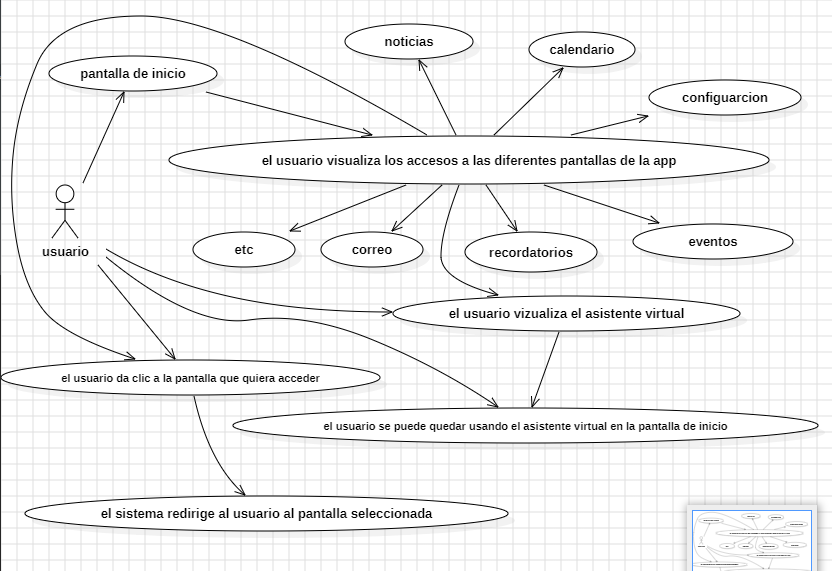 noticias
calendario
pantalla de inicio
configuarcion
el usuario visualiza los accesos a las diferentes pantallas de la app
usuario
etc
correo
recordatorios
eventos
el usuario vizualiza el asistente virtual
el usuario da clic a la pantalla que quiera acceder
el usuario se puede quedar usando el asistente virtual en la pantalla de inicio
el sistema redirige al usuario al pantalla seleccionada